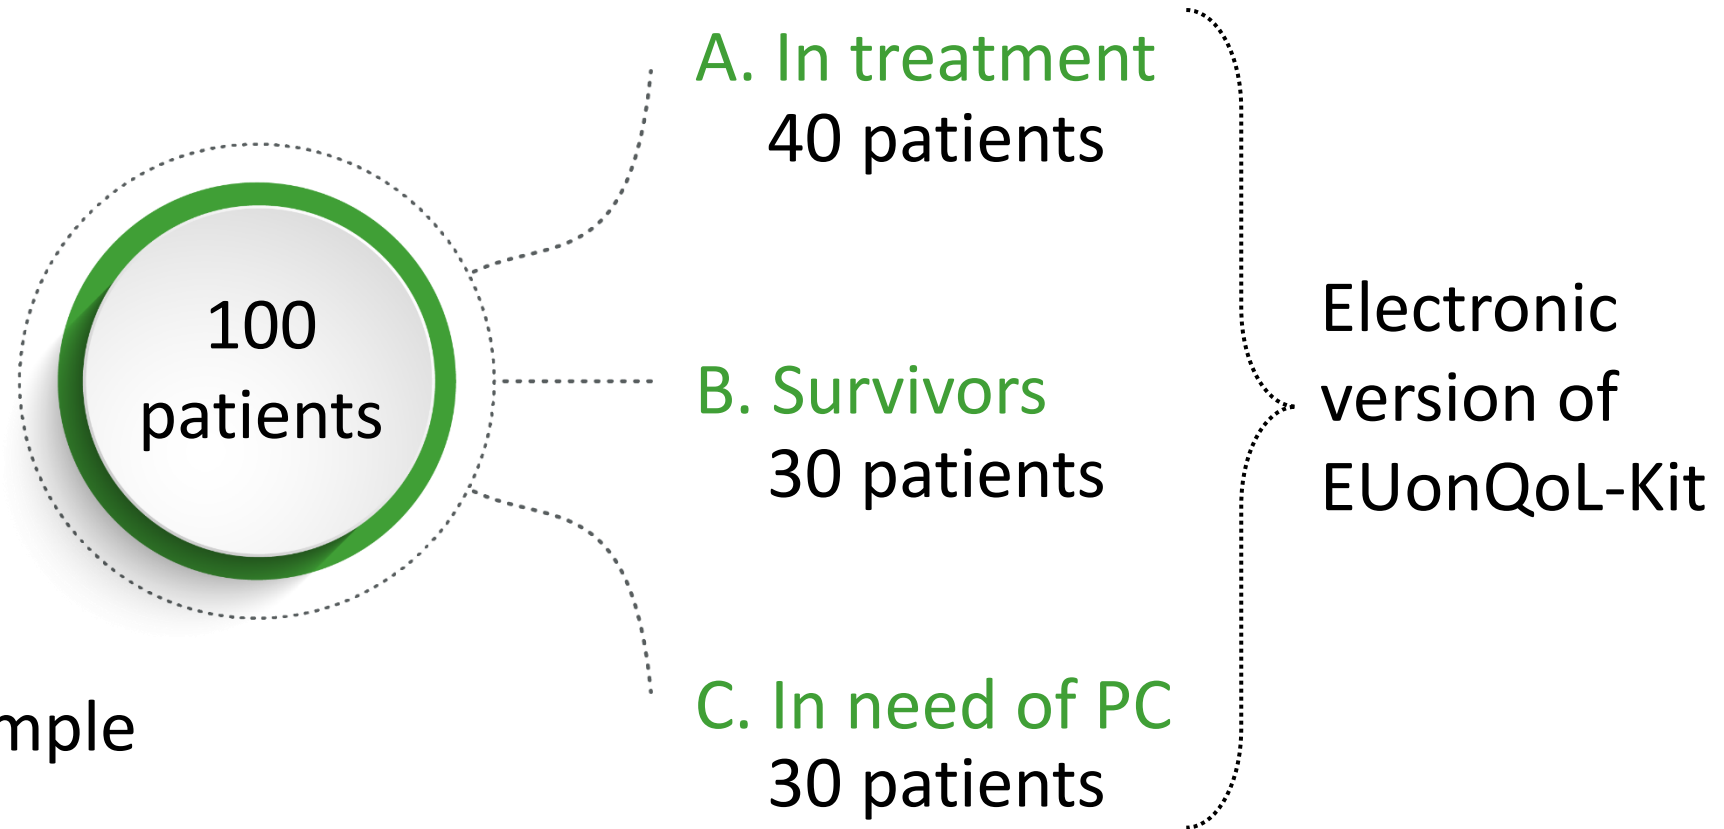 100
patients
A. In treatment
40 patients
B. Survivors
30 patients
C. In need of PC
30 patients
Electronic
version of
EUonQoL-Kit